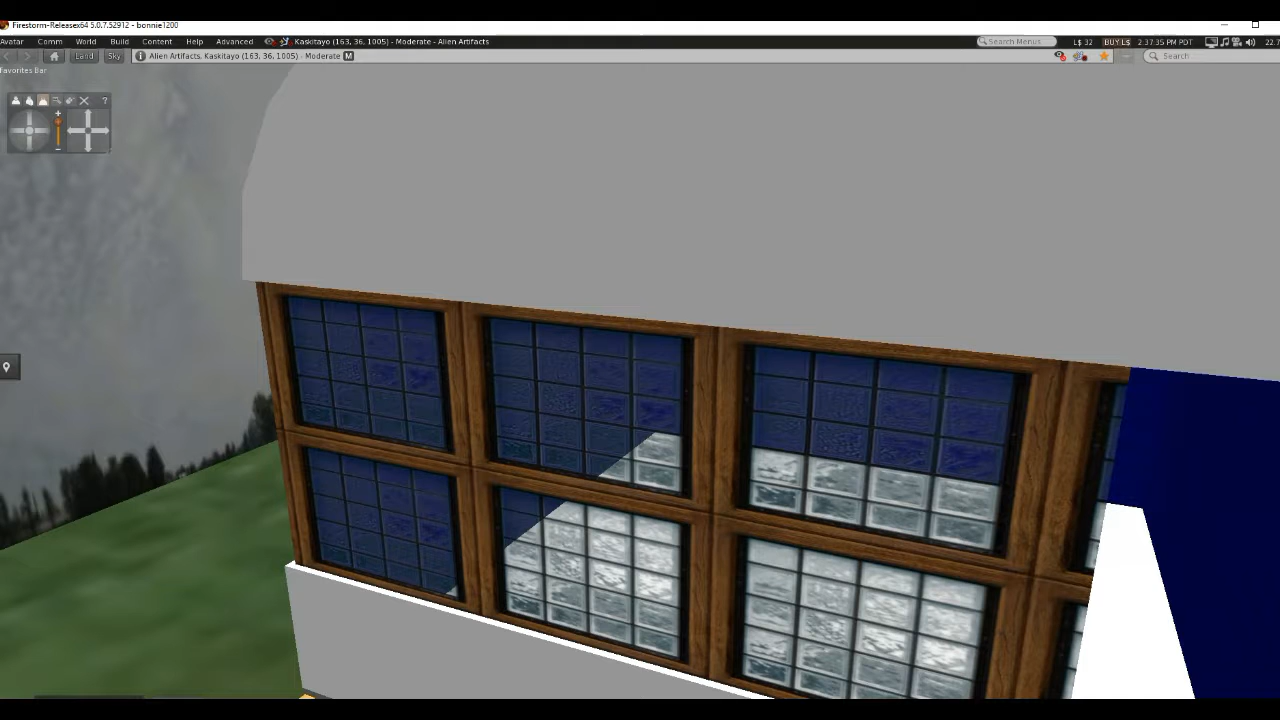 Firestorm-Releasex64 5.0.7.52912 - bonnie1200
Avatar Comm World Build Content Help Advanced Kaskitayo (163, 36, 1005) - Moderate - Alien Artifacts Search Menus L$ 32 BUY L$ 2:37:35 PM PDT 22.7
Land Sky Alien Artifacts, Kaskitayo (163, 36, 1005) - Moderate M Search
Favorites Bar